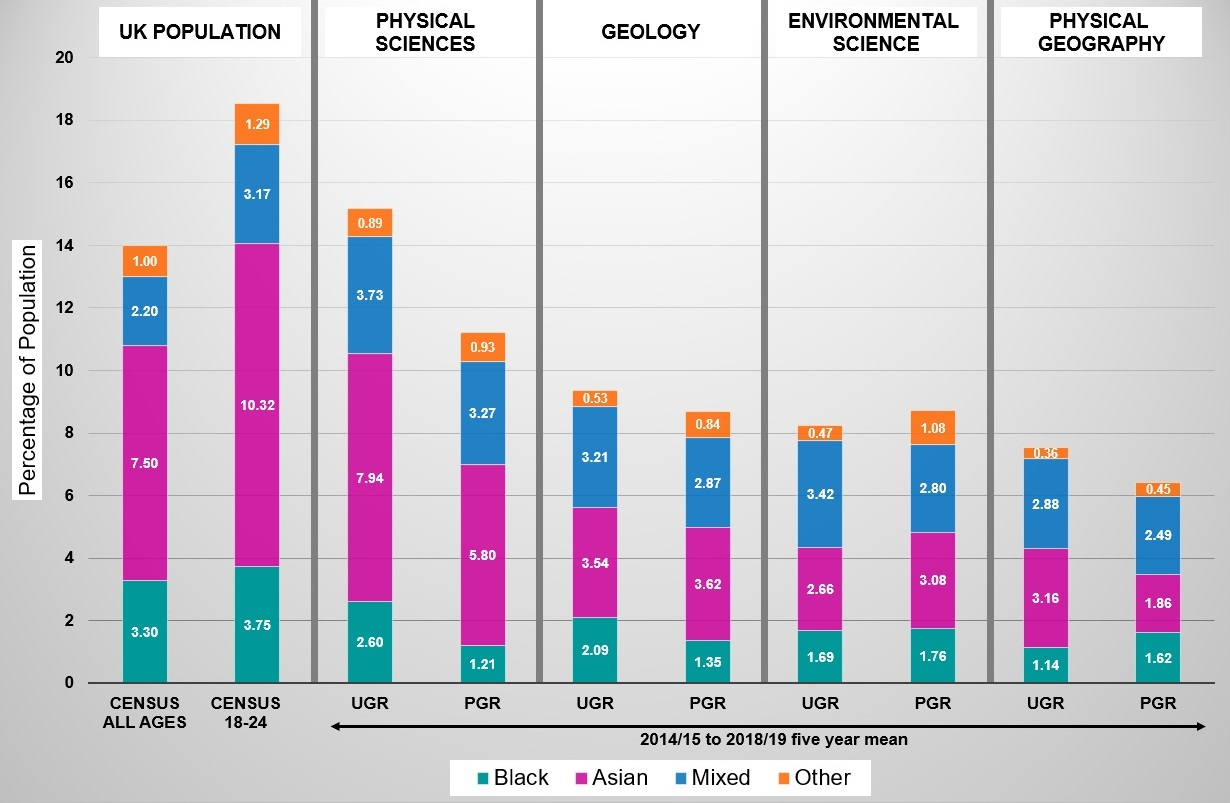 UK POPULATION
PHYSICAL
SCIENCES
GEOLOGY
ENVIRONMENTAL
SCIENCE
PHYSICAL
GEOGRAPHY
Percentage of Population
20
18
16
14
12
10
8
6
4
2
0
1.00
2.20
7.50
3.30
1.29
3.17
10.32
3.75
0.89
3.73
7.94
2.60
0.93
3.27
5.80
1.21
0.53
3.21
3.54
2.09
0.84
2.87
3.62
1.35
0.47
3.42
2.66
1.69
1.08
2.80
3.08
1.76
0.36
2.88
3.16
1.14
0.45
2.49
1.86
1.62
CENSUS
ALL AGES
CENSUS
18-24
UGR
PGR
UGR
PGR
UGR
PGR
UGR
PGR
2014/15 to 2018/19 five year mean
Black Asian Mixed Other